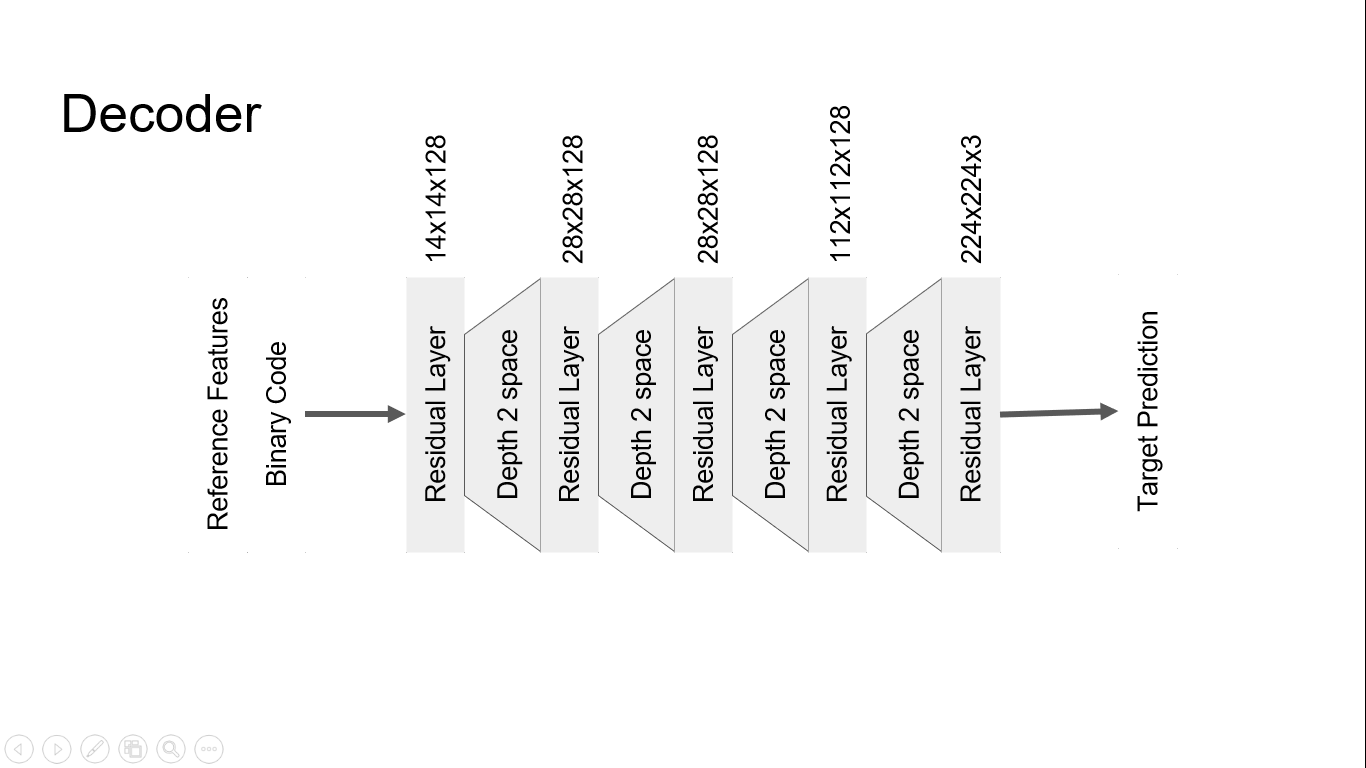 Decoder
14x14x128
28x28x128
28x28x128
112x112x128
224x224x3
Reference Features
Binary Code
Residual Layer
Depth 2 space
Residual Layer
Depth 2 space
Residual Layer
Depth 2 space
Residual Layer
Depth 2 space
Residual Layer
Target Prediction